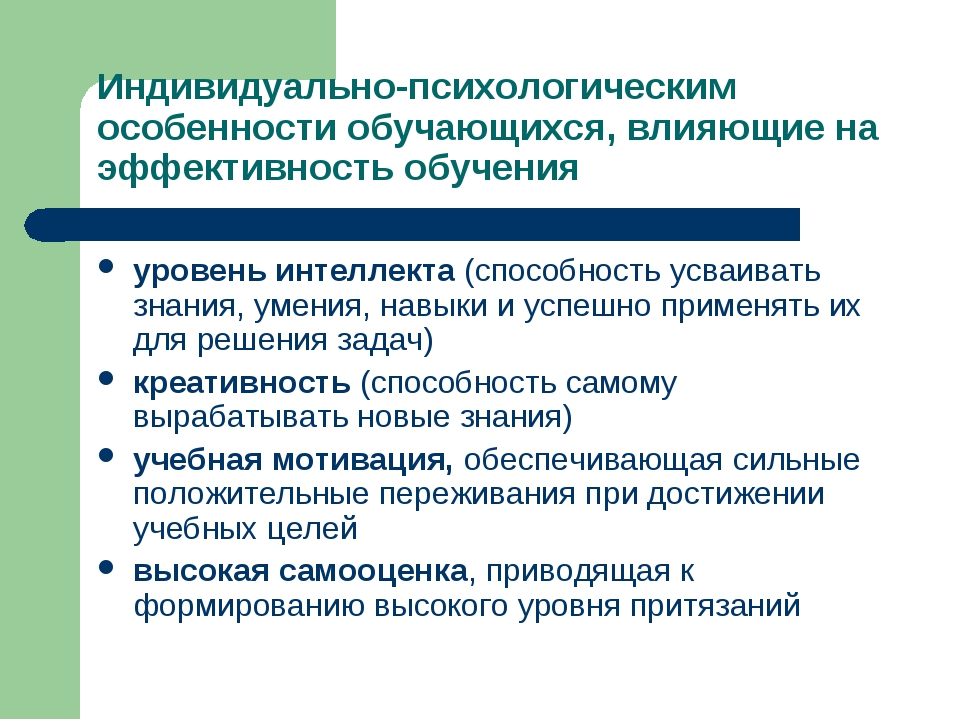 Индивидуально-психологическим
особенности обучающихся, влияющие на
эффективность обучения
уровень интеллекта (способность усваивать
знания, умения, навыки и успешно применять их
для решения задач)
креативность (способность самому
вырабатывать новые знания)
учебная мотивация, обеспечивающая сильные
положительные переживания при достижении
учебных целей
высокая самооценка, приводящая к
формированию высокого уровня притязаний